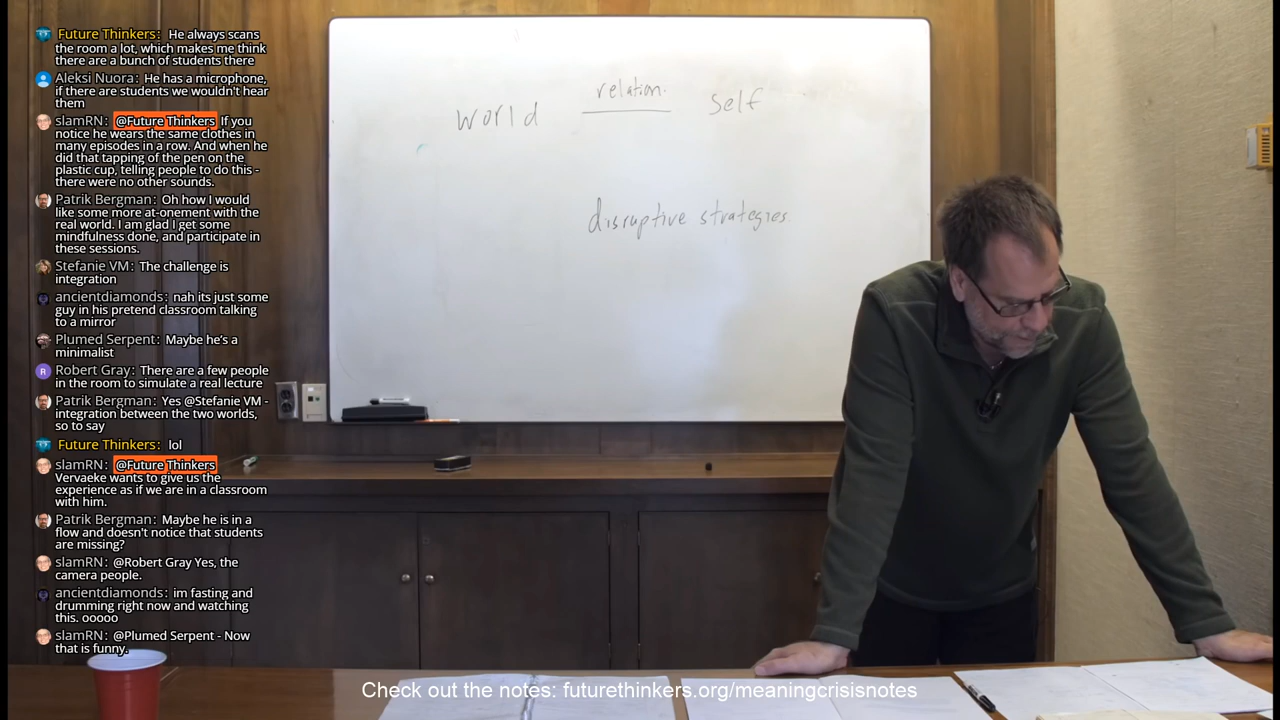 Future Thinkers: He always scans
the room a lot, which makes me think
there are a bunch of students there
Aleksi Nuora: He has a microphone,
if there are students we wouldn't hear
them
slamRN: @Future Thinkers If you
notice he wears the same clothes in
many episodes in a row. And when he
did that tapping of the pen on the
plastic cup, telling people to do this -
there were no other sounds.
Patrik Bergman: Oh how I would
like some more at-onement with the
real world. I am glad I get some
mindfulness done, and participate in
these sessions.
Stefanie VM: The challenge is
integration
ancientdiamonds: nah its just some
guy in his pretend classroom talking
to a mirror
Plumed Serpent: Maybe he's a
minimalist
R Robert Gray: There are a few people
in the room to simulate a real lecture
Patrik Bergman: Yes @Stefanie VM -
integration between the two worlds,
so to say
Future Thinkers: lol
slamRN: @Future Thinkers
Vervaeke wants to give us the
experience as if we are in a classroom
with him.
Patrik Bergman: Maybe he is in a
flow and doesn't notice that students
are missing?
slamRN: @Robert Gray Yes, the
camera people.
ancientdiamonds: im fasting and
drumming right now and watching
this. ooooo
slamRN: @Plumed Serpent - Now
that is funny.
relation.
world self
disruptive strategies.
Check out the notes: futurethinkers.org/meaningcrisisnotes